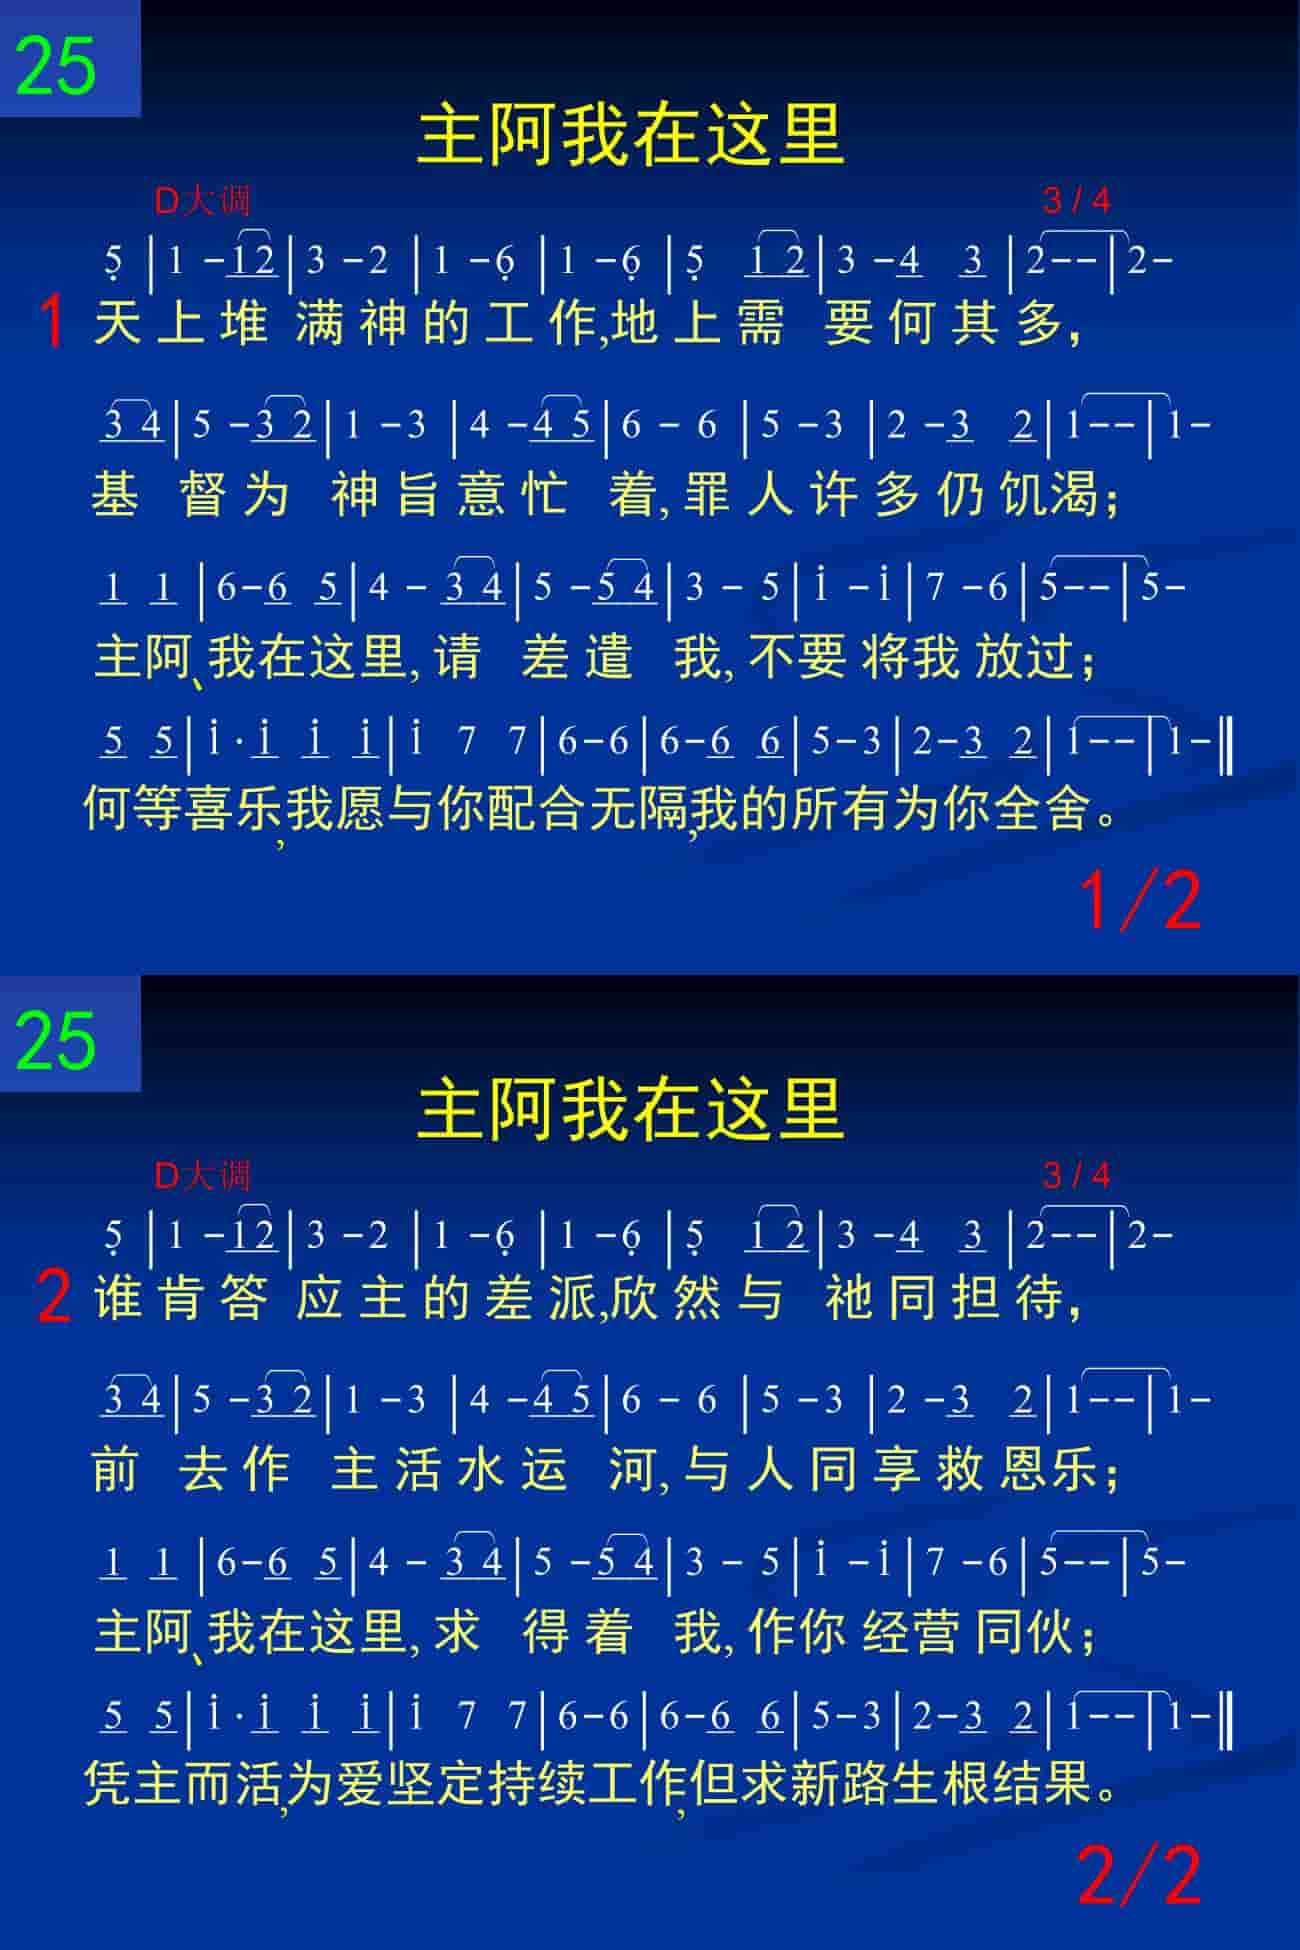 25
主阿我在这里
D大调 3 / 4
5̣ | 1 - 1 2 | 3 - 2 | 1 - 6̣ | 1 - 6̣ | 5̣ 1 2 | 3 - 4 3 | 2 - - | 2 -
1 天上堆满神的工作,地上需要何其多,
3 4 | 5 - 3 2 | 1 - 3 | 4 - 4 5 | 6 - 6 | 5 - 3 | 2 - 3 2 | 1 - - | 1 -
基督为神旨意忙着,罪人许多仍饥渴;
1 1 | 6 - 6 5 | 4 - 3 4 | 5 - 5 4 | 3 - 5 | i - i | 7 - 6 | 5 - - | 5 -
主阿、我在这里,请差遣我,不要将我放过;
5 5 | i · i i i | i 7 7 | 6 - 6 | 6 - 6 6 | 5 - 3 | 2 - 3 2 | 1 - - | 1 - ‖
何等喜乐,我愿与你配合无隔,我的所有为你全舍。
1/2
25
主阿我在这里
D大调 3 / 4
5̣ | 1 - 1 2 | 3 - 2 | 1 - 6̣ | 1 - 6̣ | 5̣ 1 2 | 3 - 4 3 | 2 - - | 2 -
2 谁肯答应主的差派,欣然与祂同担待,
3 4 | 5 - 3 2 | 1 - 3 | 4 - 4 5 | 6 - 6 | 5 - 3 | 2 - 3 2 | 1 - - | 1 -
前去作主活水运河,与人同享救恩乐;
1 1 | 6 - 6 5 | 4 - 3 4 | 5 - 5 4 | 3 - 5 | i - i | 7 - 6 | 5 - - | 5 -
主阿、我在这里,求得着我,作你经营同伙;
5 5 | i · i i i | i 7 7 | 6 - 6 | 6 - 6 6 | 5 - 3 | 2 - 3 2 | 1 - - | 1 - ‖
凭主而活,为爱坚定持续工作,但求新路生根结果。
2/2